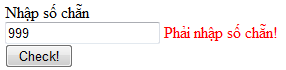 Nhập số chẵn
999 Phải nhập số chẵn!
Check!